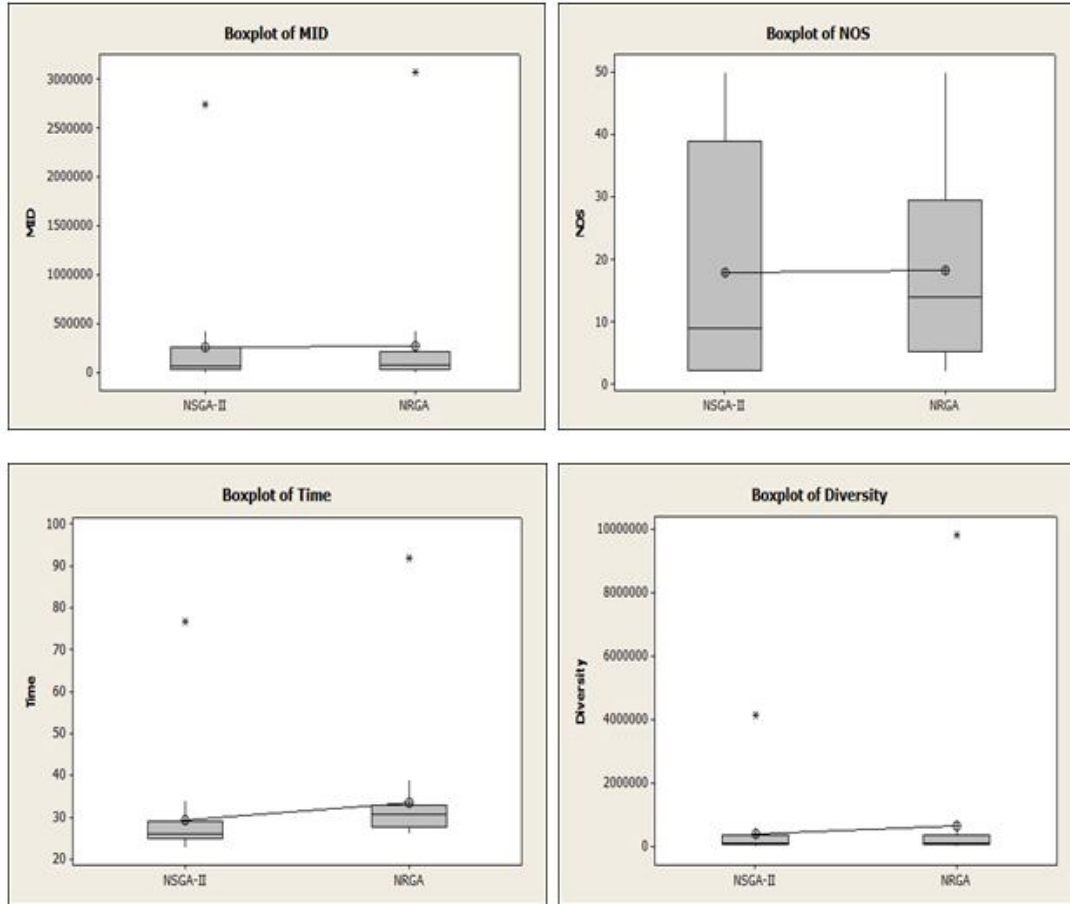 Boxplot of MID
3000000
2500000
2000000
1500000
1000000
500000
0
MID
NSGA-II NRGA
Boxplot of NOS
50
40
30
20
10
0
NOS
NSGA-II NRGA
Boxplot of Time
100
90
80
70
60
50
40
30
20
Time
NSGA-II NRGA
Boxplot of Diversity
10000000
8000000
6000000
4000000
2000000
0
Diversity
NSGA-II NRGA